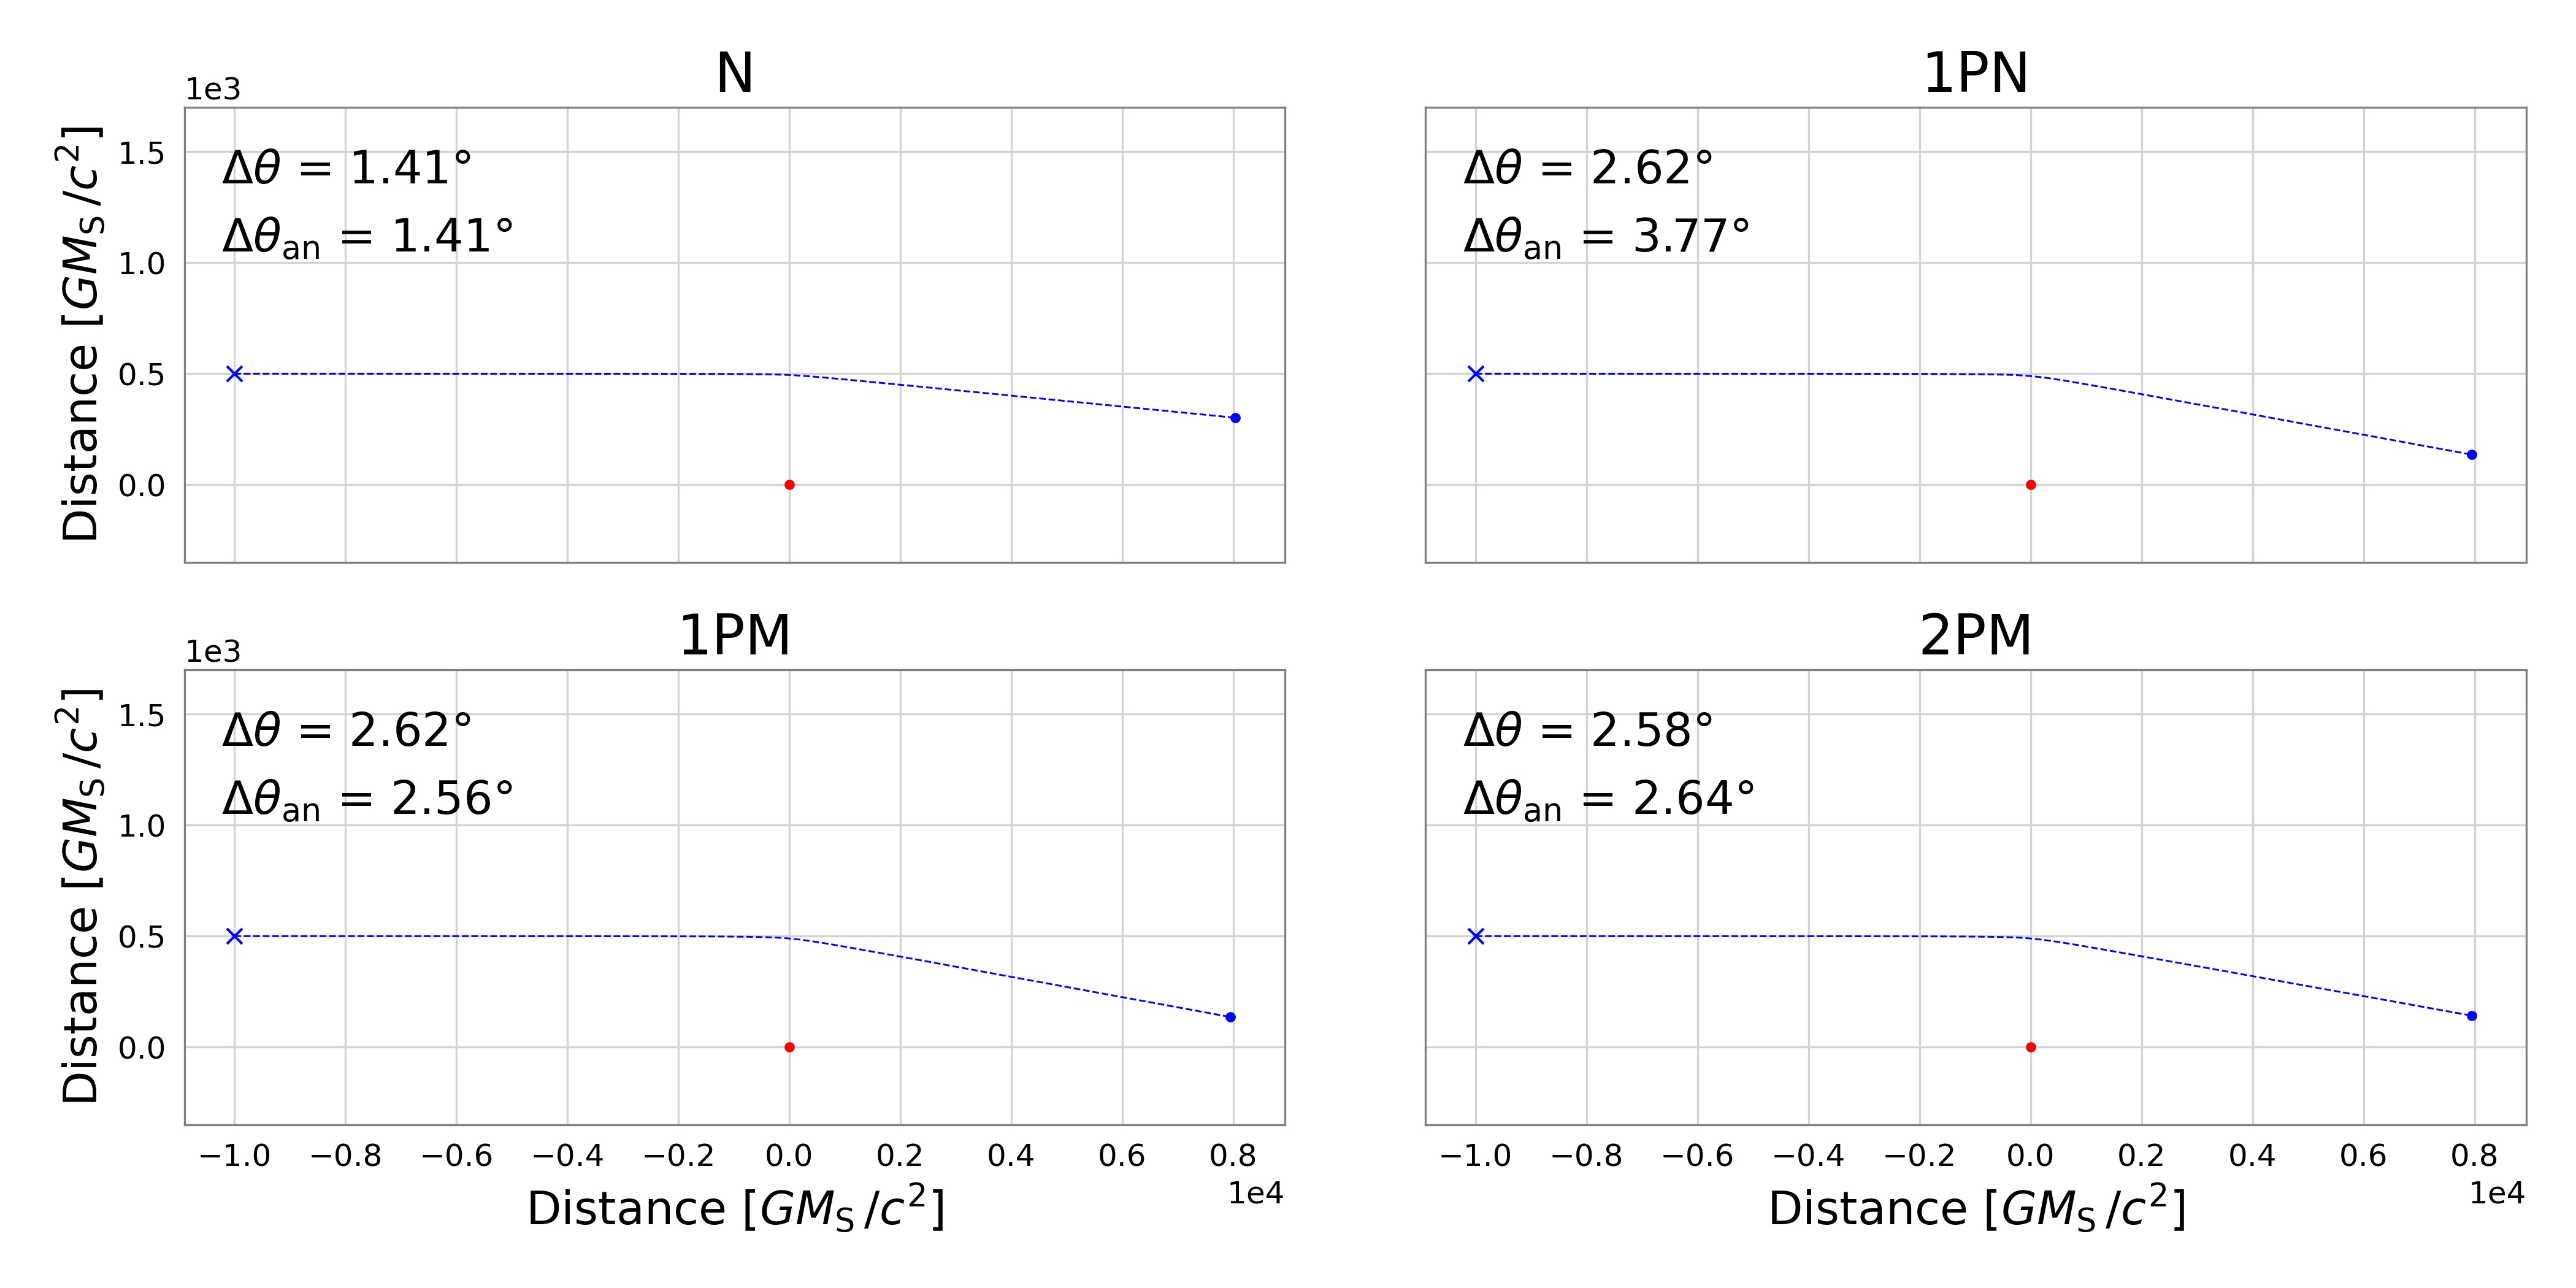 N
1e3
Distance [GM_S/c^2]
1.5
1.0
0.5
0.0
Δθ = 1.41°
Δθ_an = 1.41°
1PN
Δθ = 2.62°
Δθ_an = 3.77°
1PM
1e3
Distance [GM_S/c^2]
1.5
1.0
0.5
0.0
Δθ = 2.62°
Δθ_an = 2.56°
−1.0 −0.8 −0.6 −0.4 −0.2 0.0 0.2 0.4 0.6 0.8
1e4
Distance [GM_S/c^2]
2PM
Δθ = 2.58°
Δθ_an = 2.64°
−1.0 −0.8 −0.6 −0.4 −0.2 0.0 0.2 0.4 0.6 0.8
1e4
Distance [GM_S/c^2]